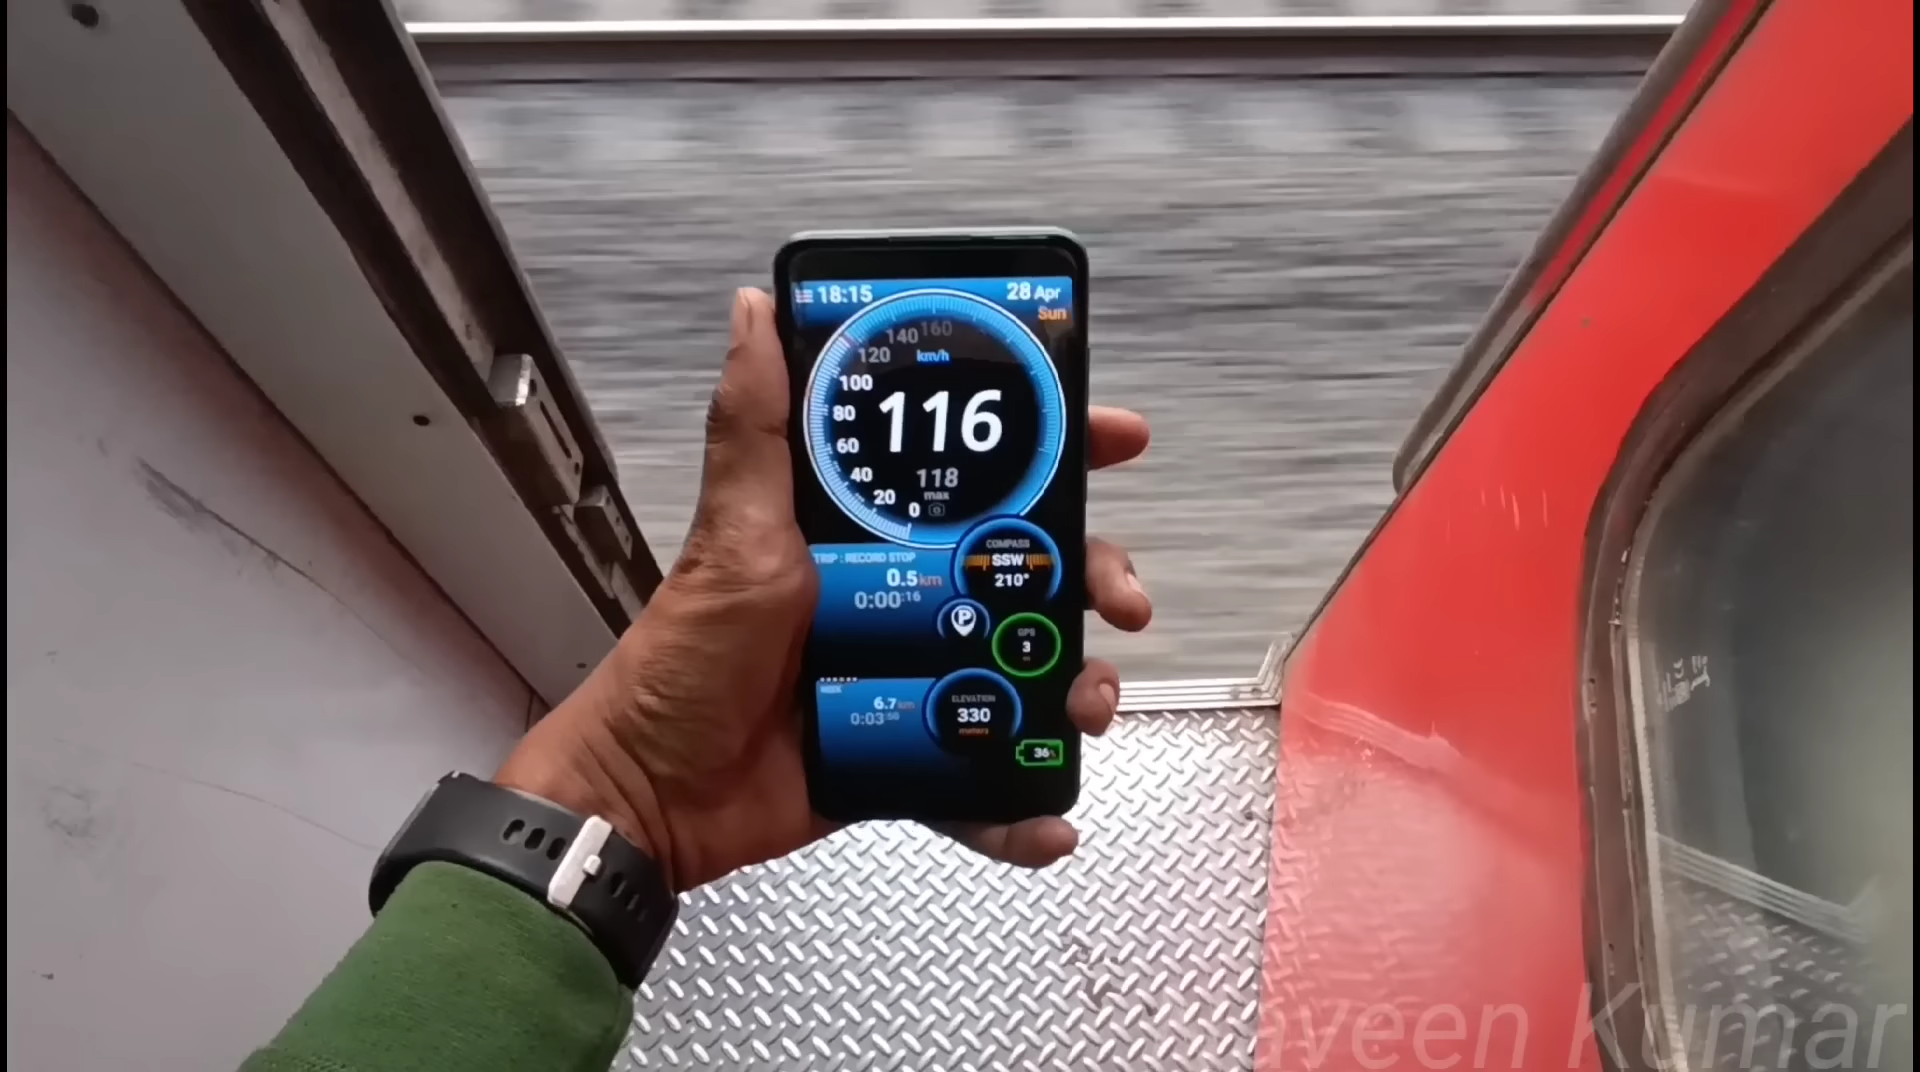 18:15
28 Apr
Sun
160
140
120
km/h
100
80
116
60
40
118
20
max
0
COMPASS
TRIP : RECORD STOP
SSW
0.5 km
210°
0:00:16
P
GPS
3
WEEK
ELEVATION
6.7 km
330
0:03
meters
36%
aveen Kumar